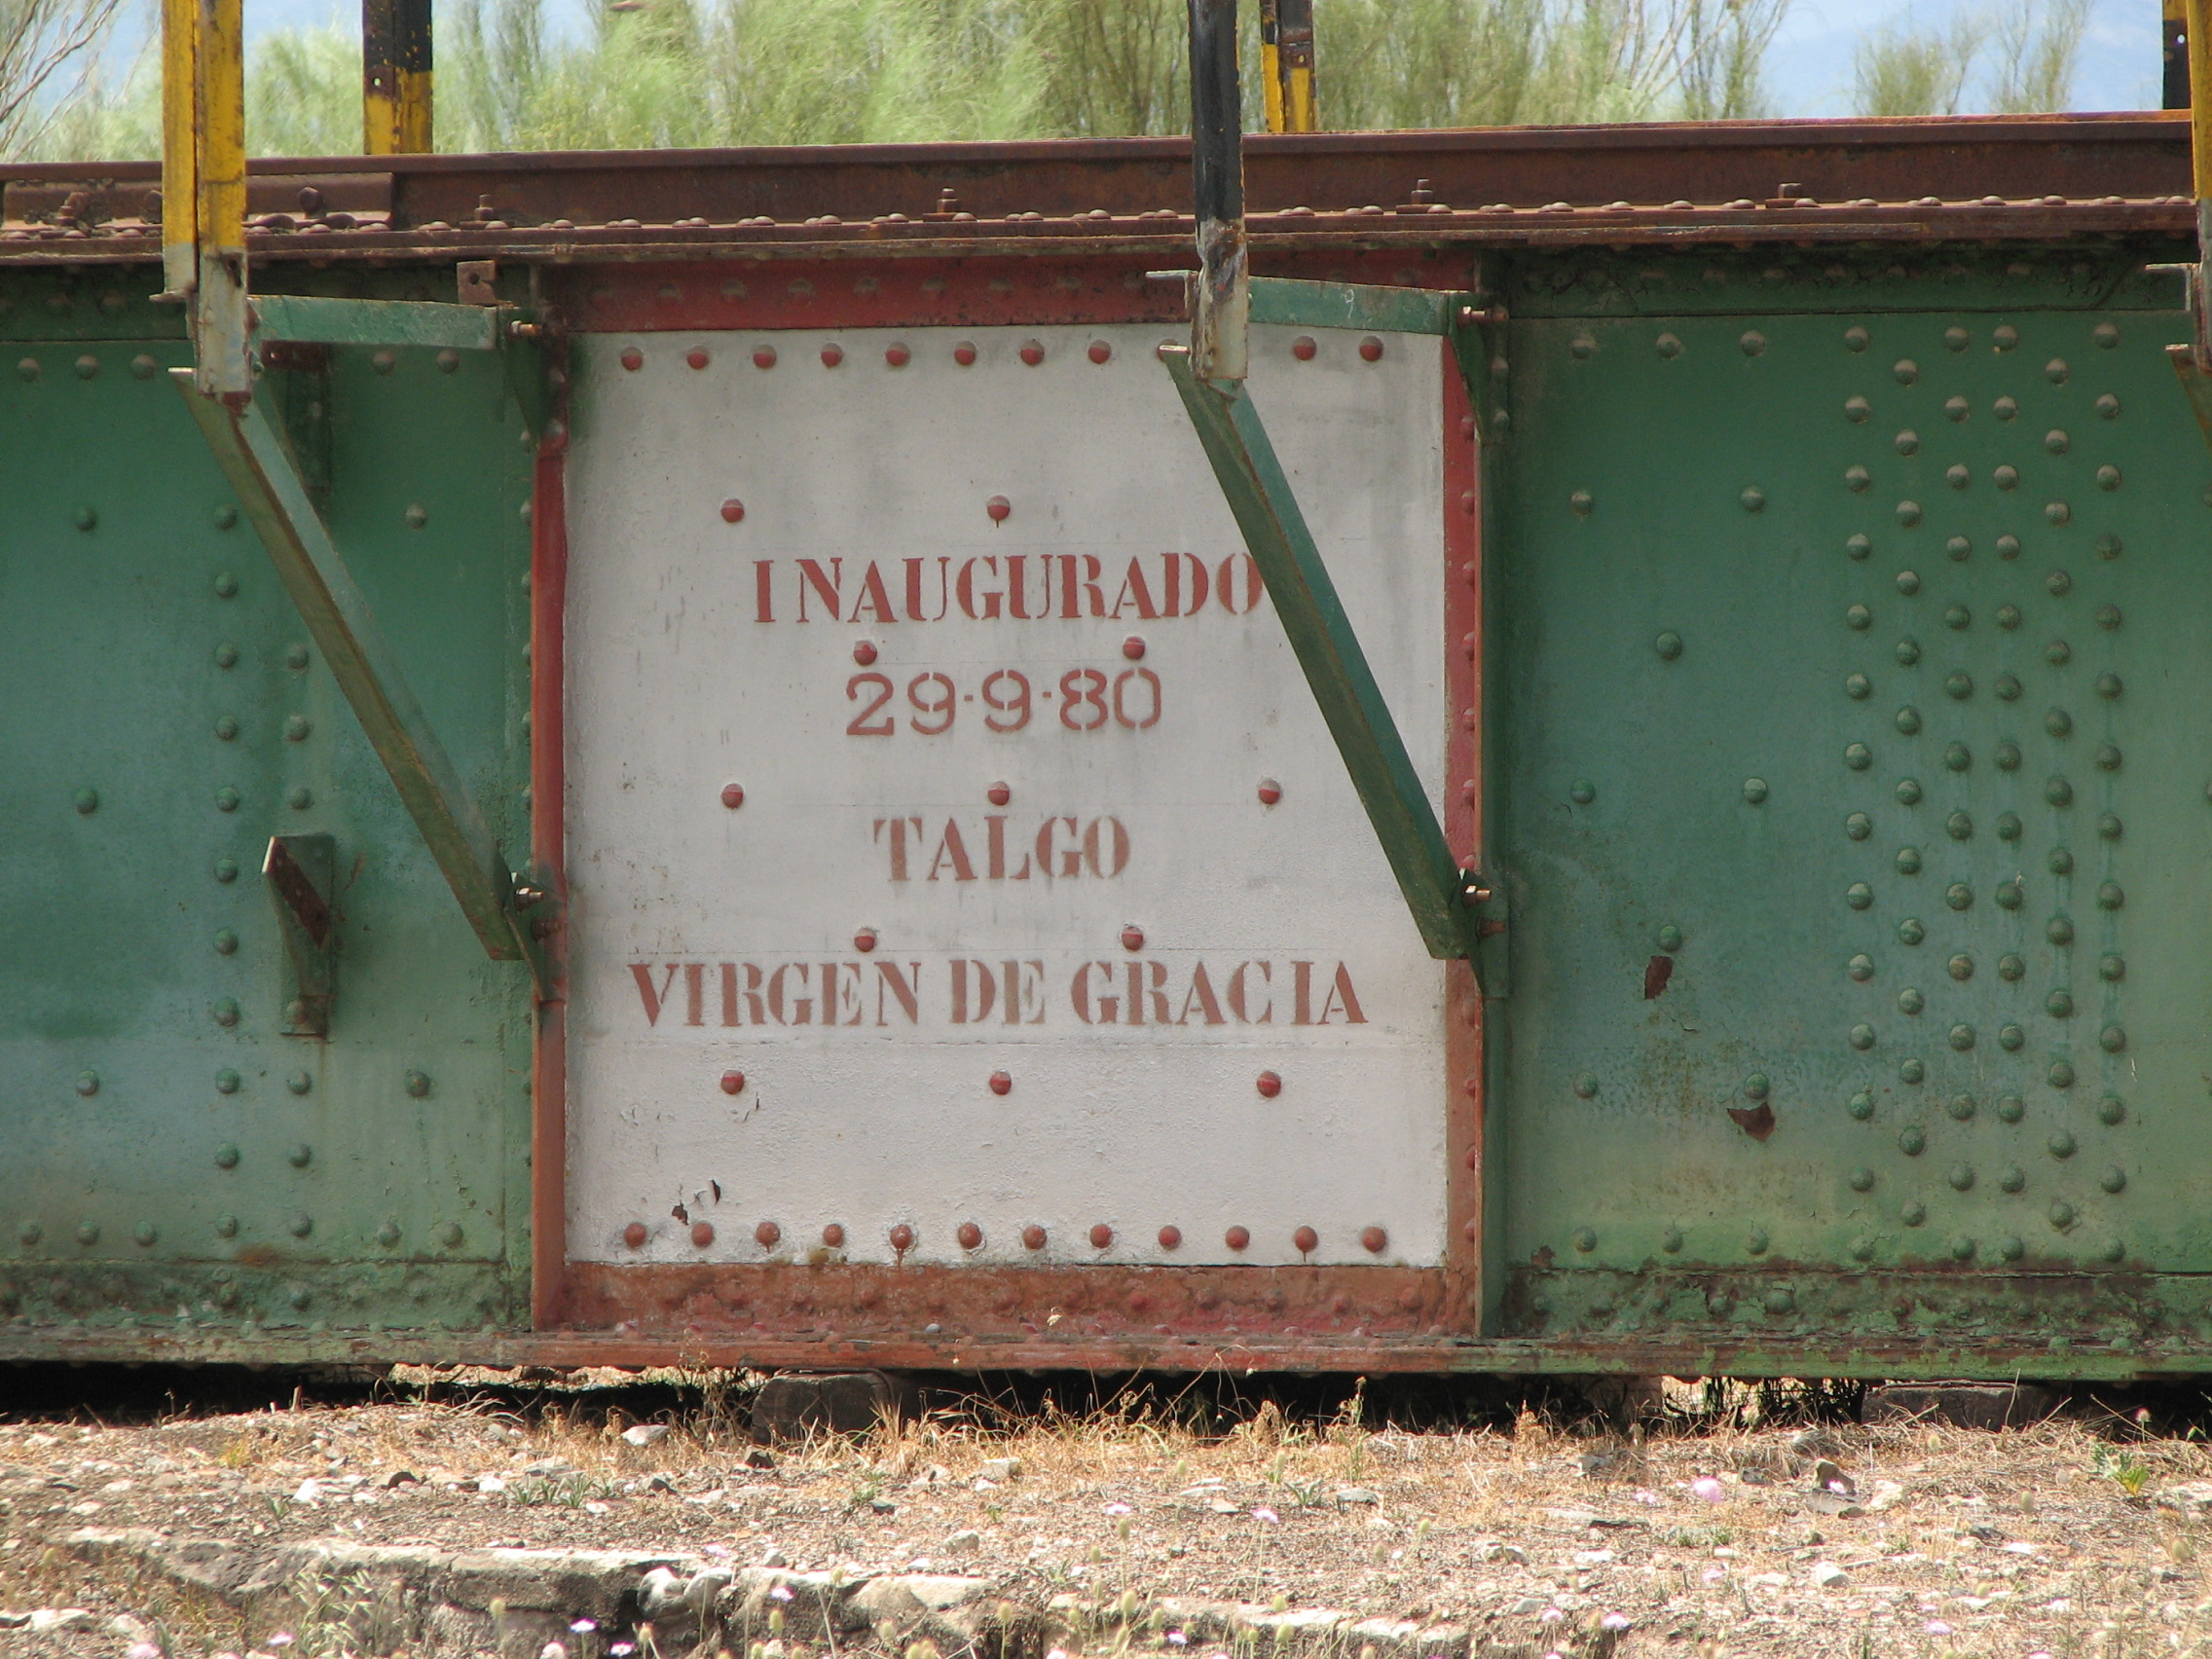 INAUGURADO
29-9-80
TALGO
VIRGEN DE GRACIA